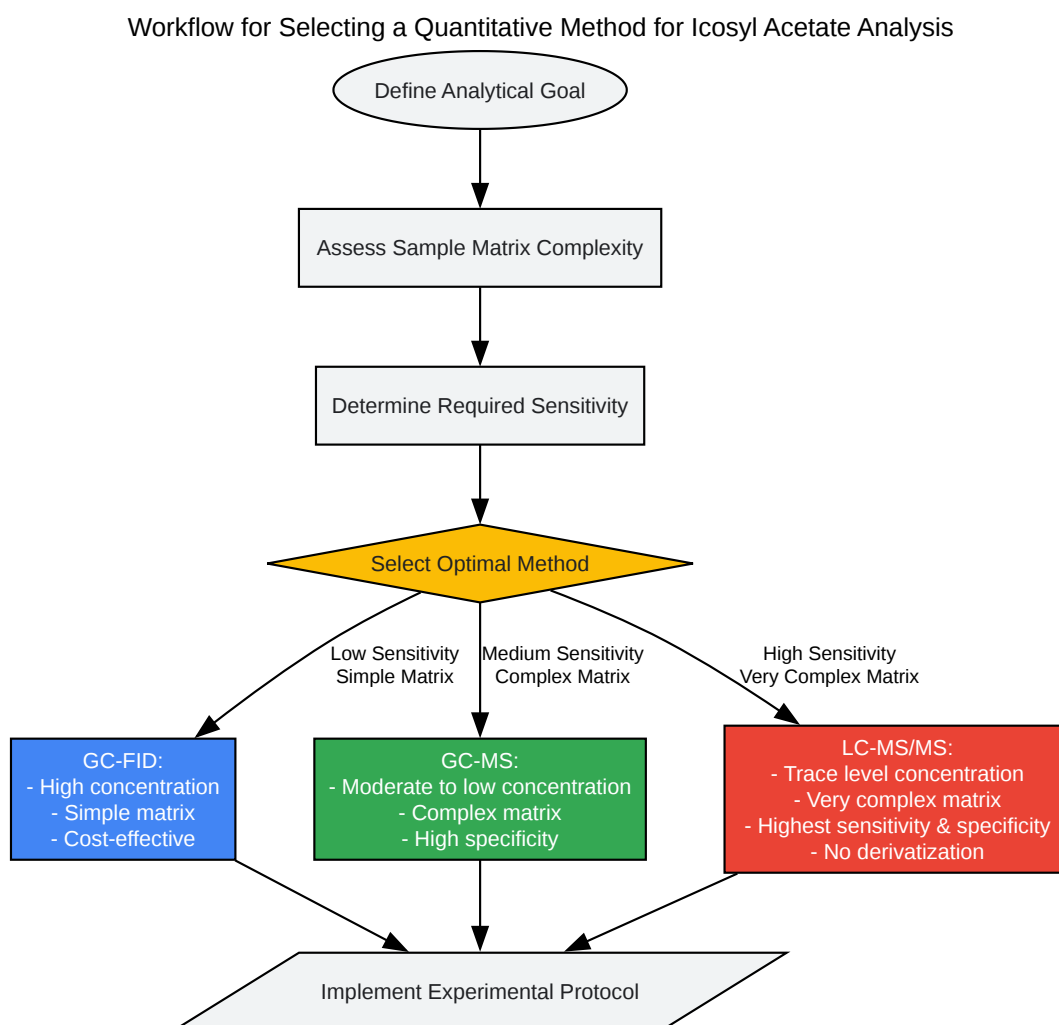 Workflow for Selecting a Quantitative Method for Icosyl Acetate Analysis
Define Analytical Goal
Assess Sample Matrix Complexity
Determine Required Sensitivity
Select Optimal Method
Low Sensitivity
Simple Matrix
Medium Sensitivity
Complex Matrix
High Sensitivity
Very Complex Matrix
GC-FID:
- High concentration
- Simple matrix
- Cost-effective
GC-MS:
- Moderate to low concentration
- Complex matrix
- High specificity
LC-MS/MS:
- Trace level concentration
- Very complex matrix
- Highest sensitivity & specificity
- No derivatization
Implement Experimental Protocol